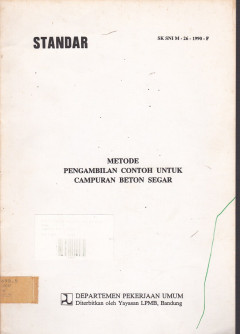 STANDAR
SK SNI M - 26 - 1990 - F
METODE
PENGAMBILAN CONTOH UNTUK
CAMPURAN BETON SEGAR
DEPARTEMEN PEKERJAAN UMUM
Diterbitkan oleh Yayasan LPMB, Bandung